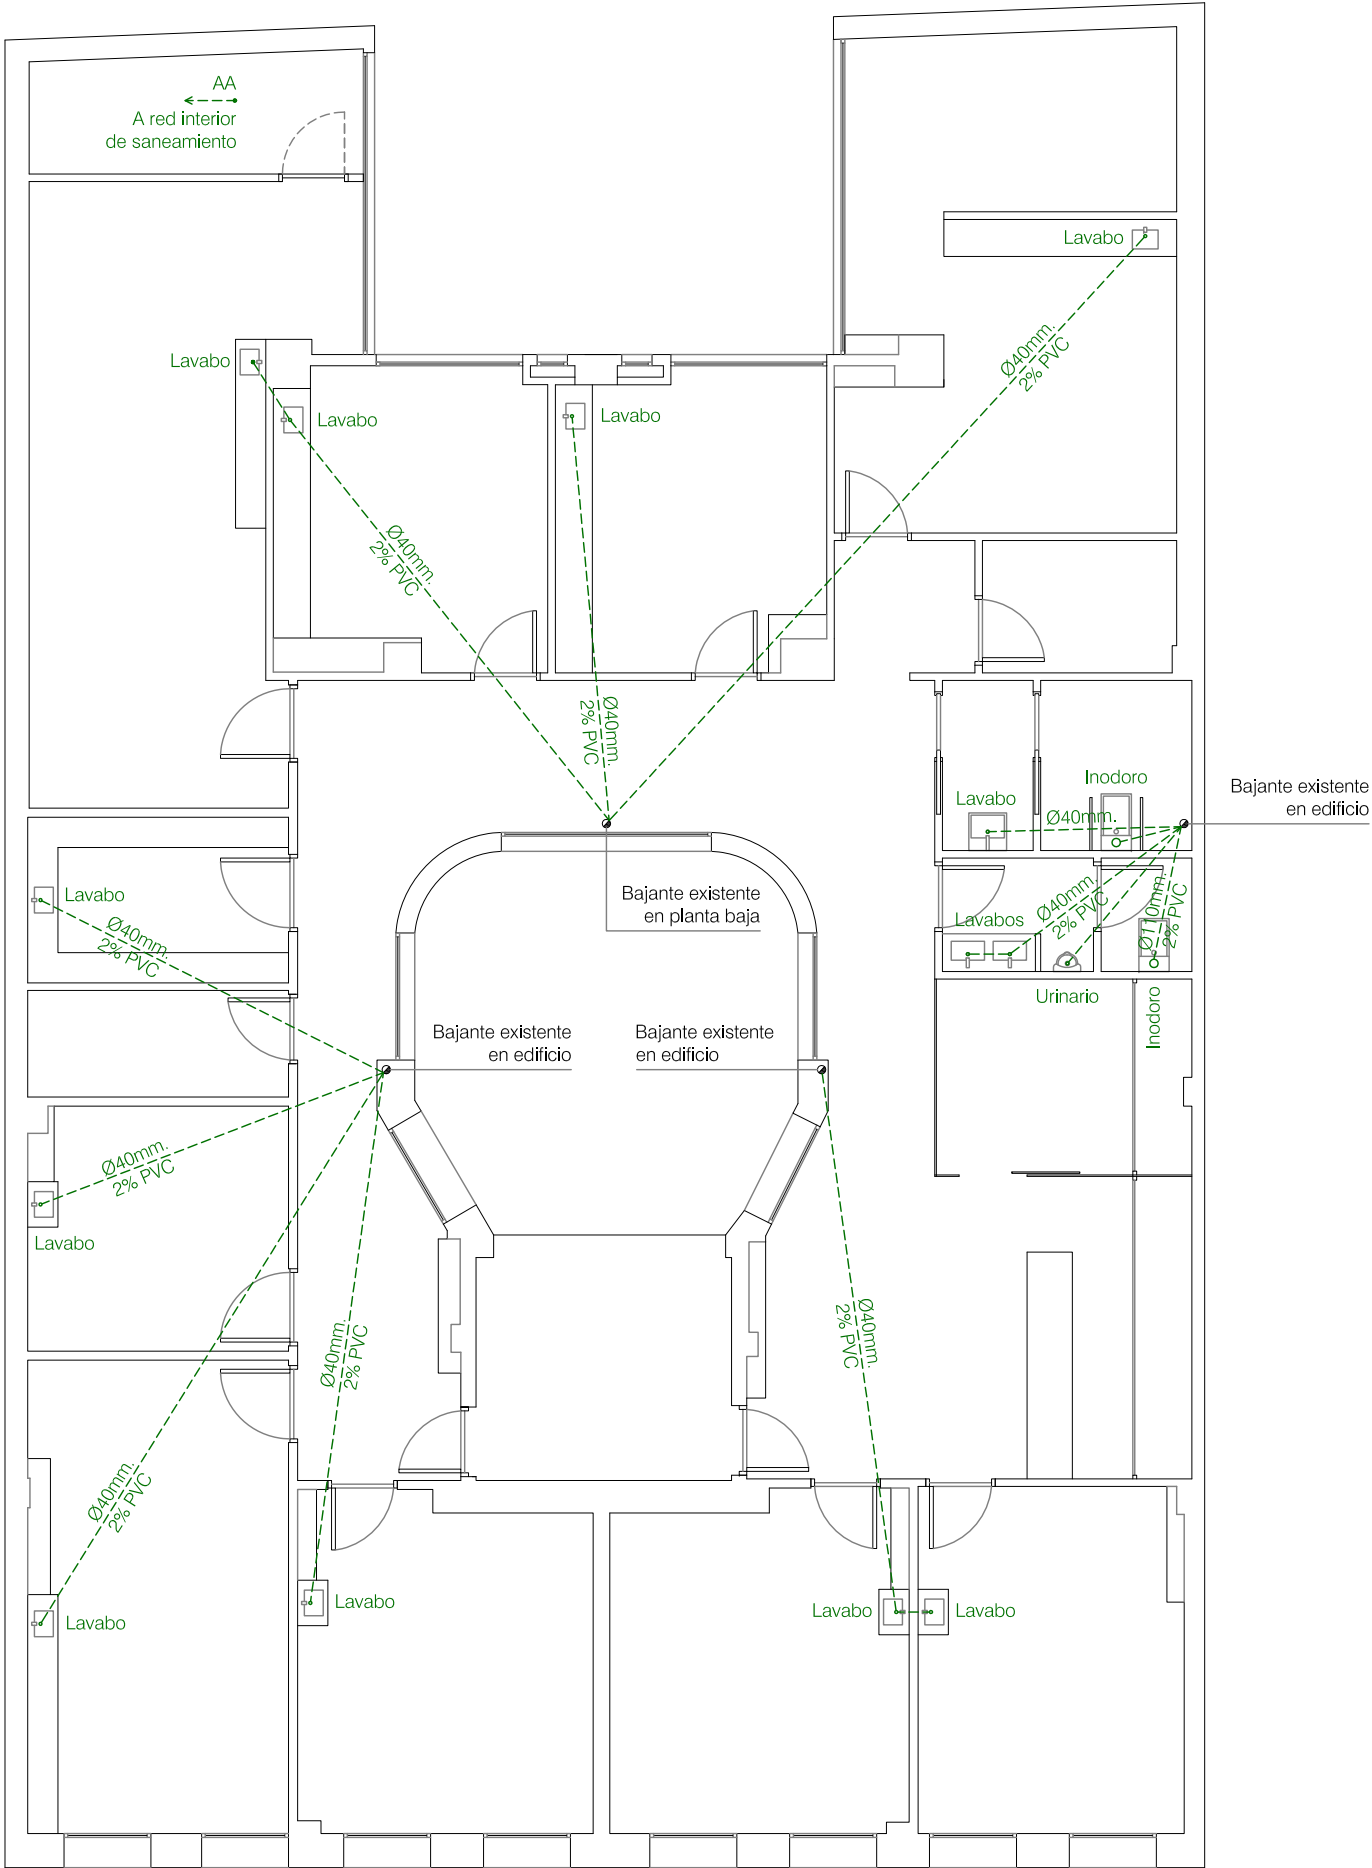 AA
A red interior
de saneamiento
Lavabo
Ø40mm.
2% PVC
Lavabo
Lavabo
Lavabo
Ø40mm.
2% PVC
Ø40mm.
2% PVC
Inodoro
Lavabo
Ø40mm.
Bajante existente
en edificio
Lavabo
Ø40mm.
2% PVC
Bajante existente
en planta baja
Lavabos
Ø40mm.
2% PVC
Ø110mm.
2% PVC
Urinario
Inodoro
Bajante existente
en edificio
Bajante existente
en edificio
Ø40mm.
2% PVC
Lavabo
Ø40mm.
2% PVC
Ø40mm.
2% PVC
Ø40mm.
2% PVC
Lavabo
Lavabo
Lavabo
Lavabo